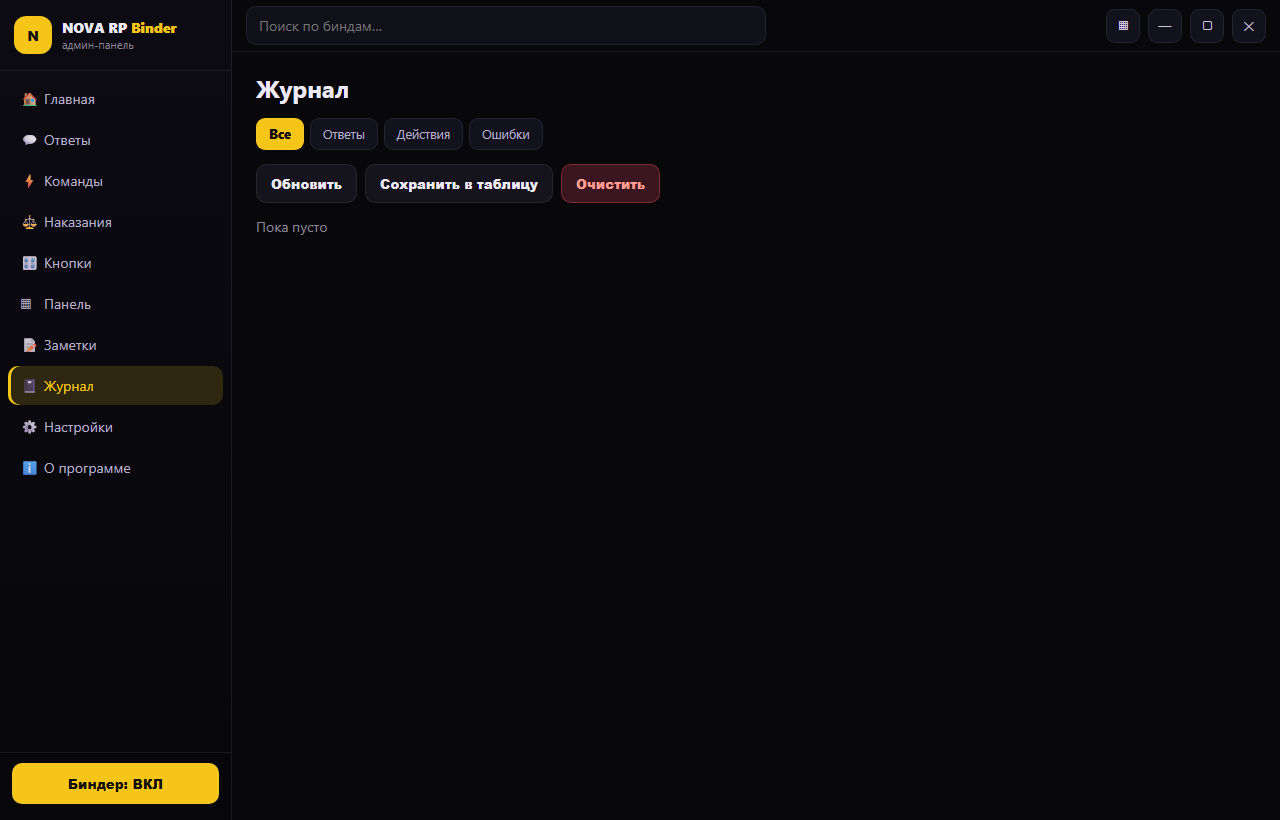 N
NOVA RP Binder
админ-панель
Главная
Ответы
Команды
Наказания
Кнопки
Панель
Заметки
Журнал
Настройки
О программе
Биндер: ВКЛ
Поиск по биндам...
Журнал
Все Ответы Действия Ошибки
Обновить Сохранить в таблицу Очистить
Пока пусто